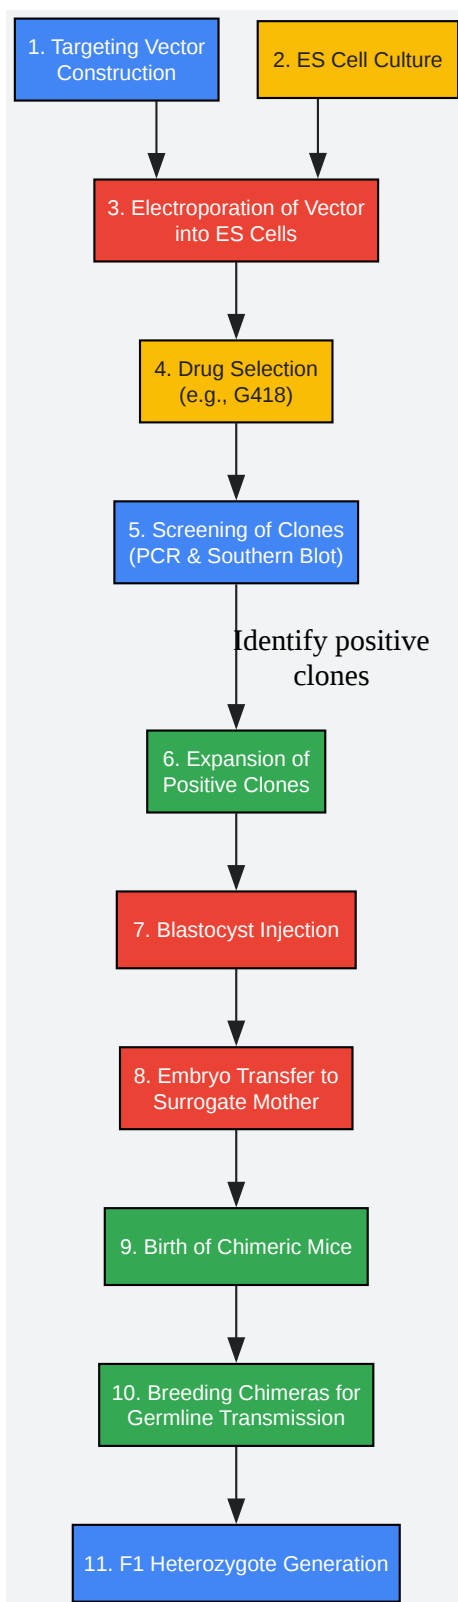 1. Targeting Vector
Construction
2. ES Cell Culture
3. Electroporation of Vector
into ES Cells
4. Drug Selection
(e.g., G418)
5. Screening of Clones
(PCR & Southern Blot)
Identify positive
clones
6. Expansion of
Positive Clones
7. Blastocyst Injection
8. Embryo Transfer to
Surrogate Mother
9. Birth of Chimeric Mice
10. Breeding Chimeras for
Germline Transmission
11. F1 Heterozygote Generation